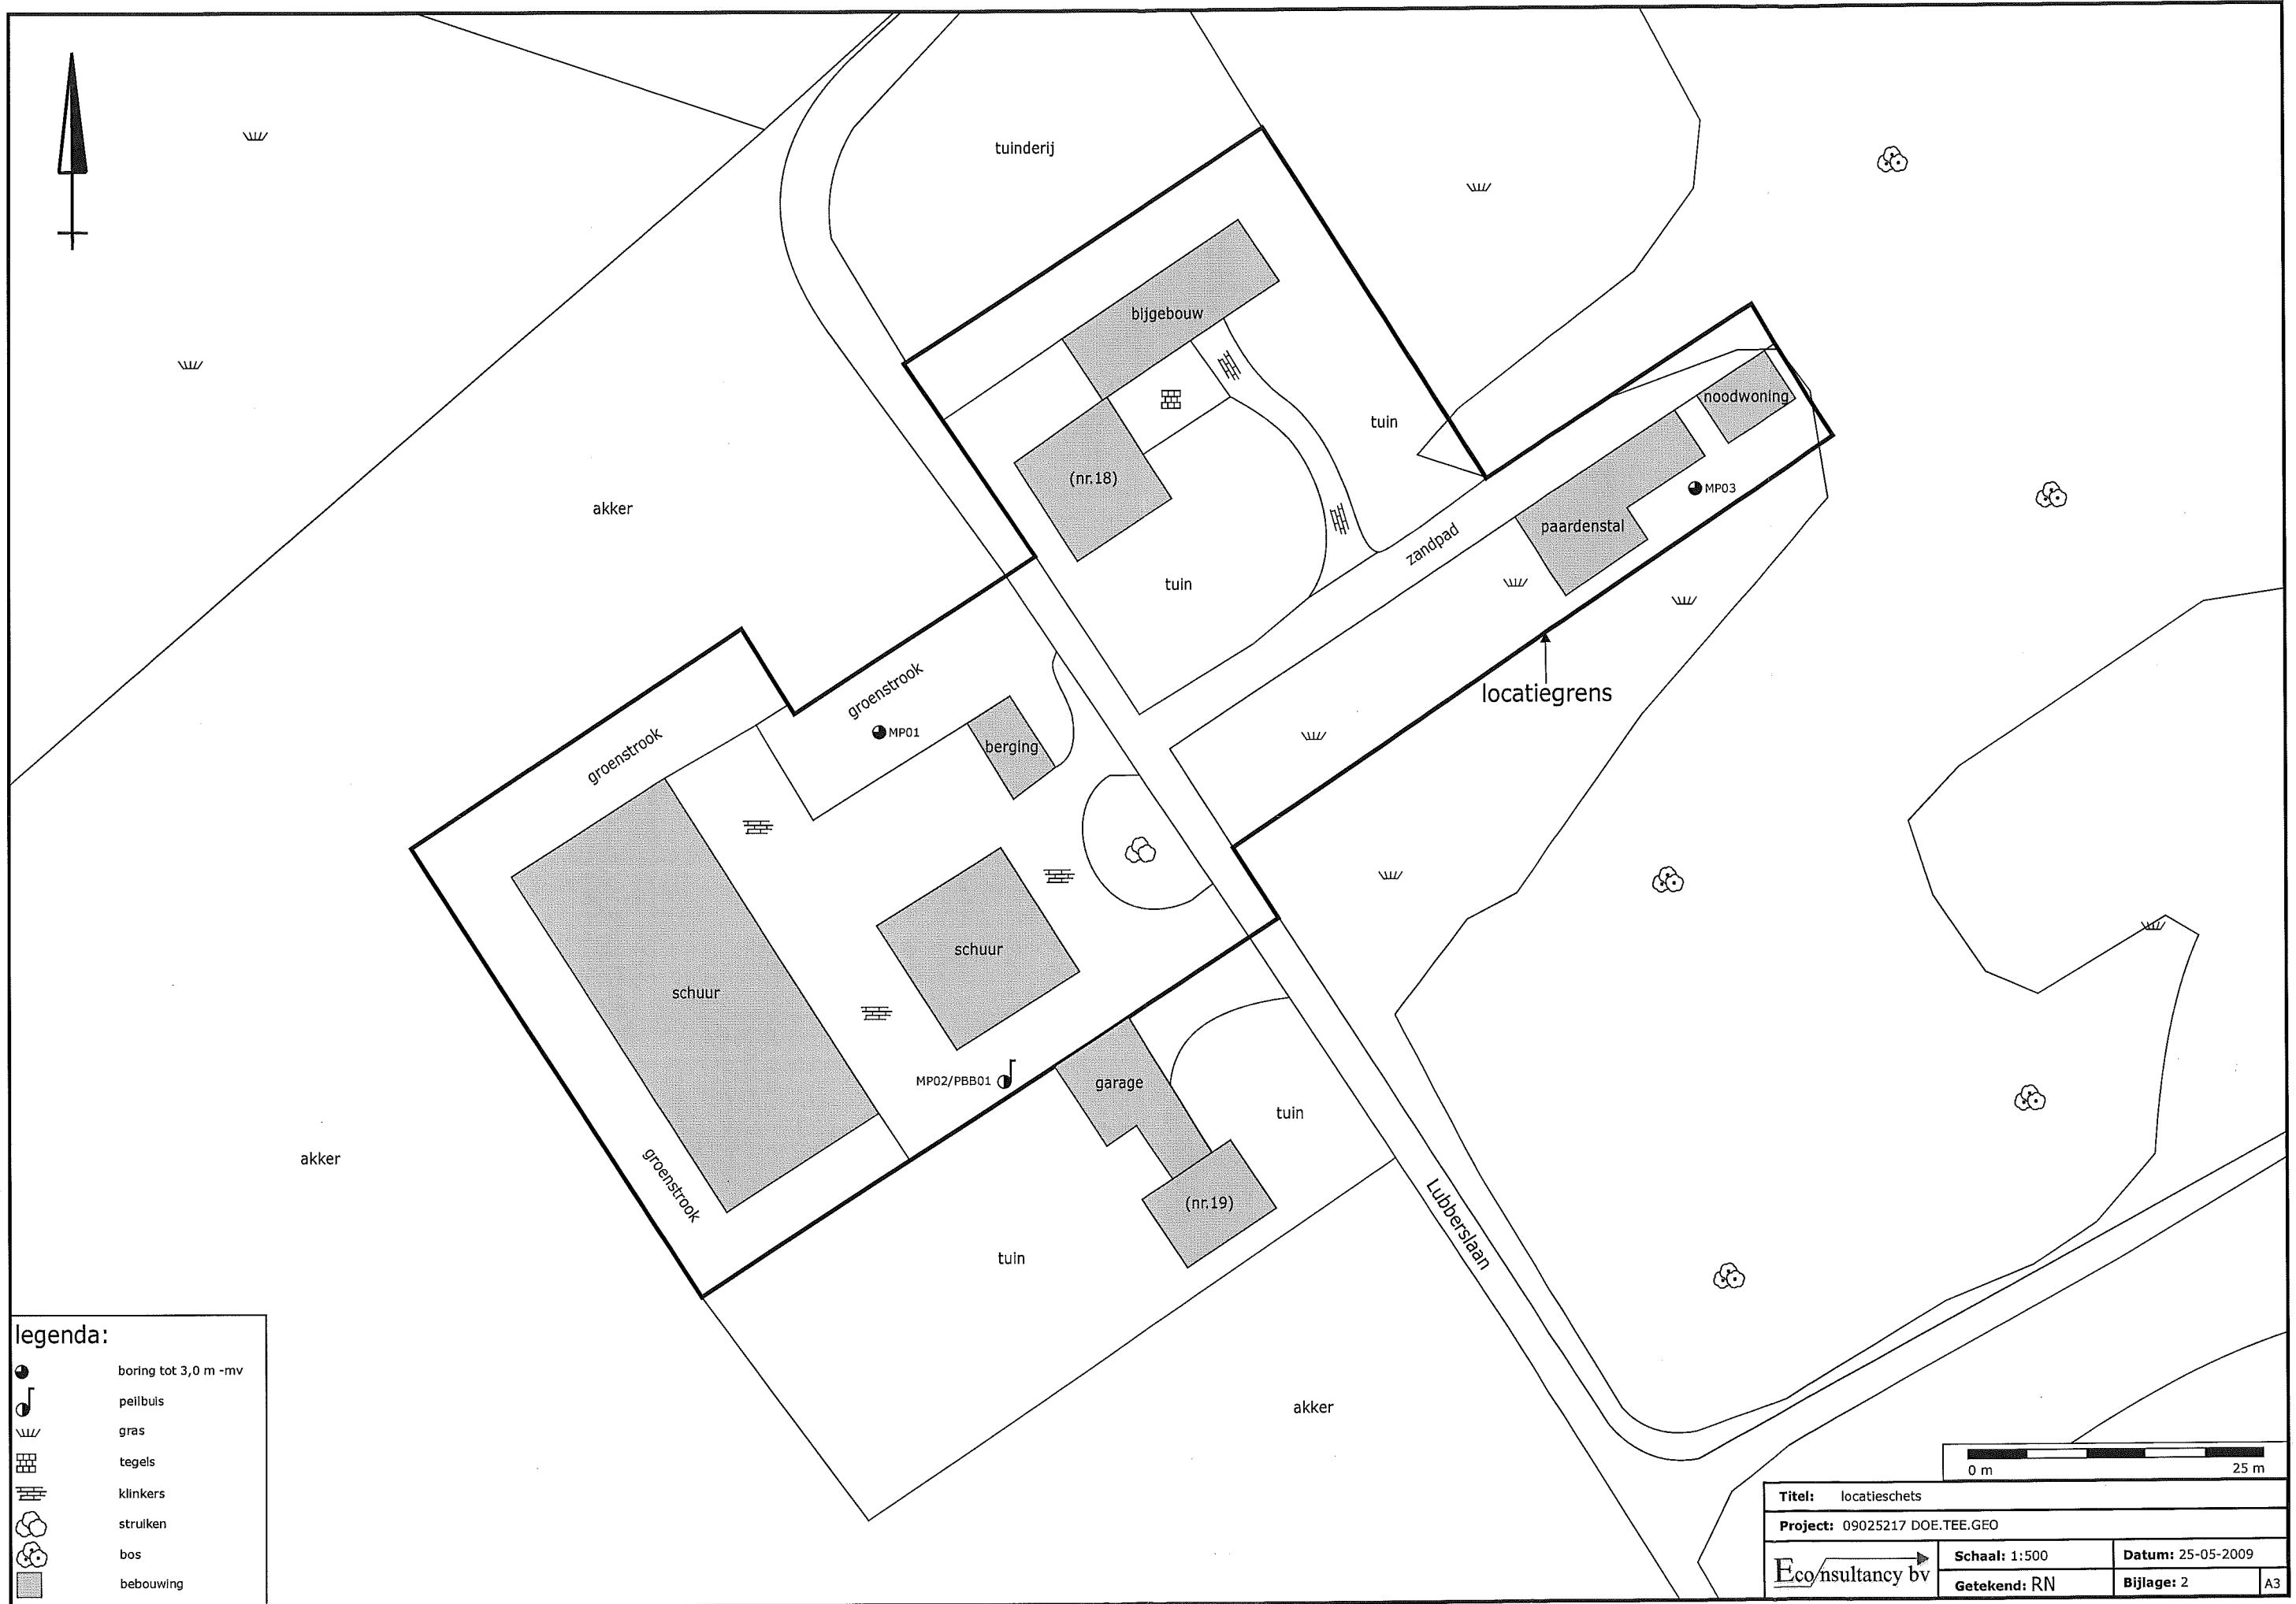 tuinderij
bijgebouw
noodwoning
tuin
(nr.18)
MP03
akker
paardenstal
zandpad
tuin
locatiegrens
groenstrook
MP01
groenstrook
berging
schuur
schuur
MP02/PBB01
garage
tuin
akker
groenstrook
(nr.19)
Lubberslaan
tuin
akker
legenda:
boring tot 3,0 m -mv
peilbuis
gras
tegels
klinkers
struiken
bos
bebouwing
0 m 25 m
Titel: locatieschets
Project: 09025217 DOE.TEE.GEO
Econsultancy bv
Schaal: 1:500 Datum: 25-05-2009
Getekend: RN Bijlage: 2 A3